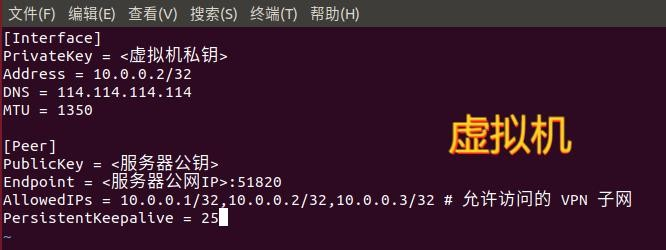 文件(F) 编辑(E) 查看(V) 搜索(S) 终端(T) 帮助(H)
[Interface]
PrivateKey = <虚拟机私钥>
Address = 10.0.0.2/32
DNS = 114.114.114.114
MTU = 1350
虚拟机
[Peer]
PublicKey = <服务器公钥>
Endpoint = <服务器公网IP>:51820
AllowedIPs = 10.0.0.1/32,10.0.0.2/32,10.0.0.3/32 # 允许访问的 VPN 子网
PersistentKeepalive = 25
~